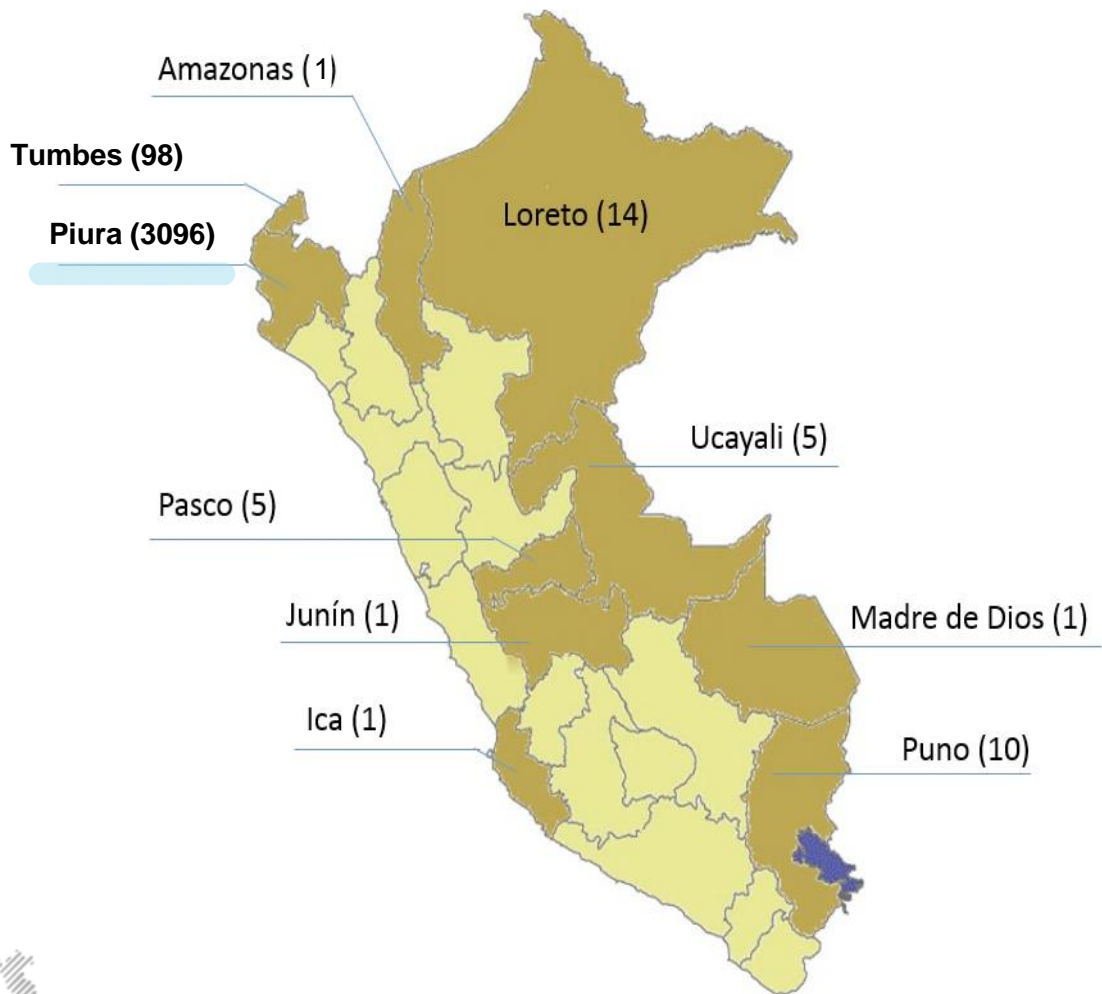 Amazonas (1)
Tumbes (98)
Piura (3096)
Loreto (14)
Ucayali (5)
Pasco (5)
Junín (1)
Madre de Dios (1)
Ica (1)
Puno (10)